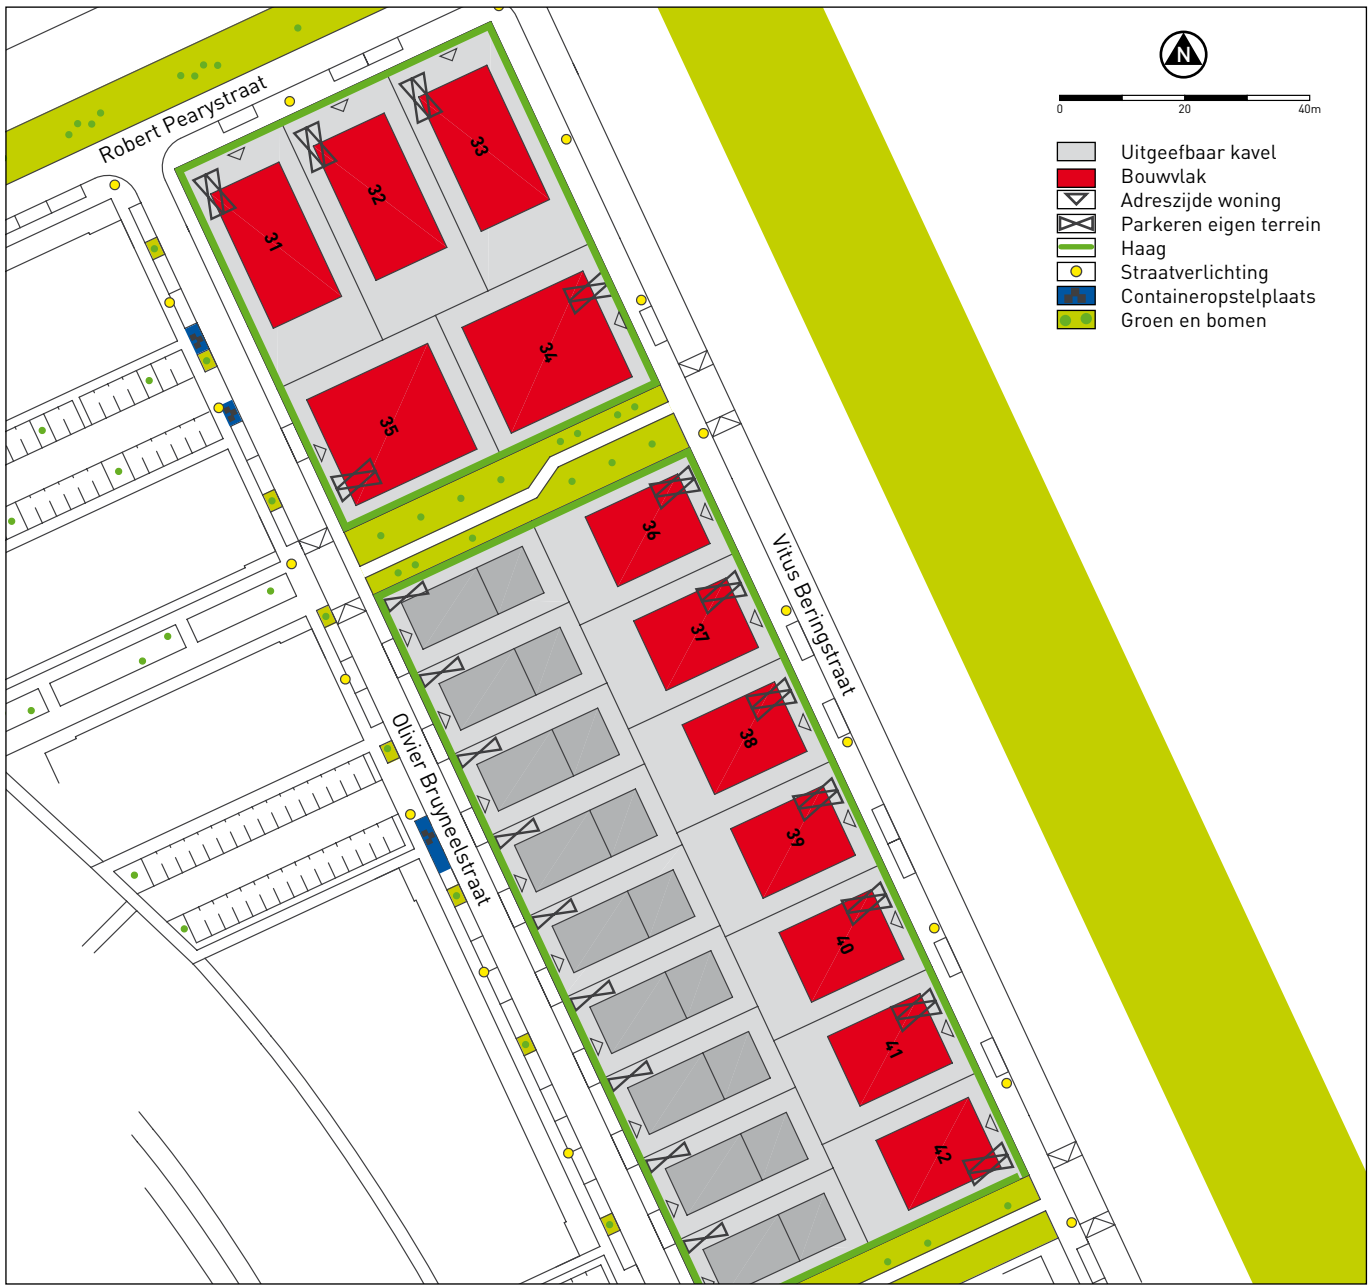 Robert Pearystraat
N
0 20 40m
Uitgeefbaar kavel
Bouwvlak
Adreszijde woning
Parkeren eigen terrein
Haag
Straatverlichting
Containeropstelplaats
Groen en bomen
33
32
31
34
35
36
Vitus Beringstraat
37
38
Olivier Bruyneelstraat
39
40
41
42